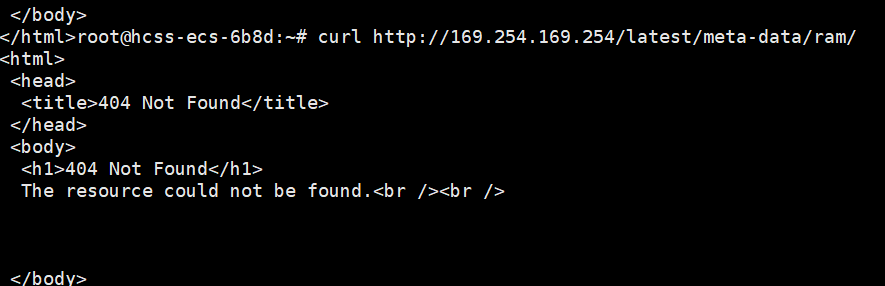 </body>
</html>root@hcss-ecs-6b8d:~# curl http://169.254.169.254/latest/meta-data/ram/
<html>
<head>
<title>404 Not Found</title>
</head>
<body>
<h1>404 Not Found</h1>
The resource could not be found.<br /><br />
</body>